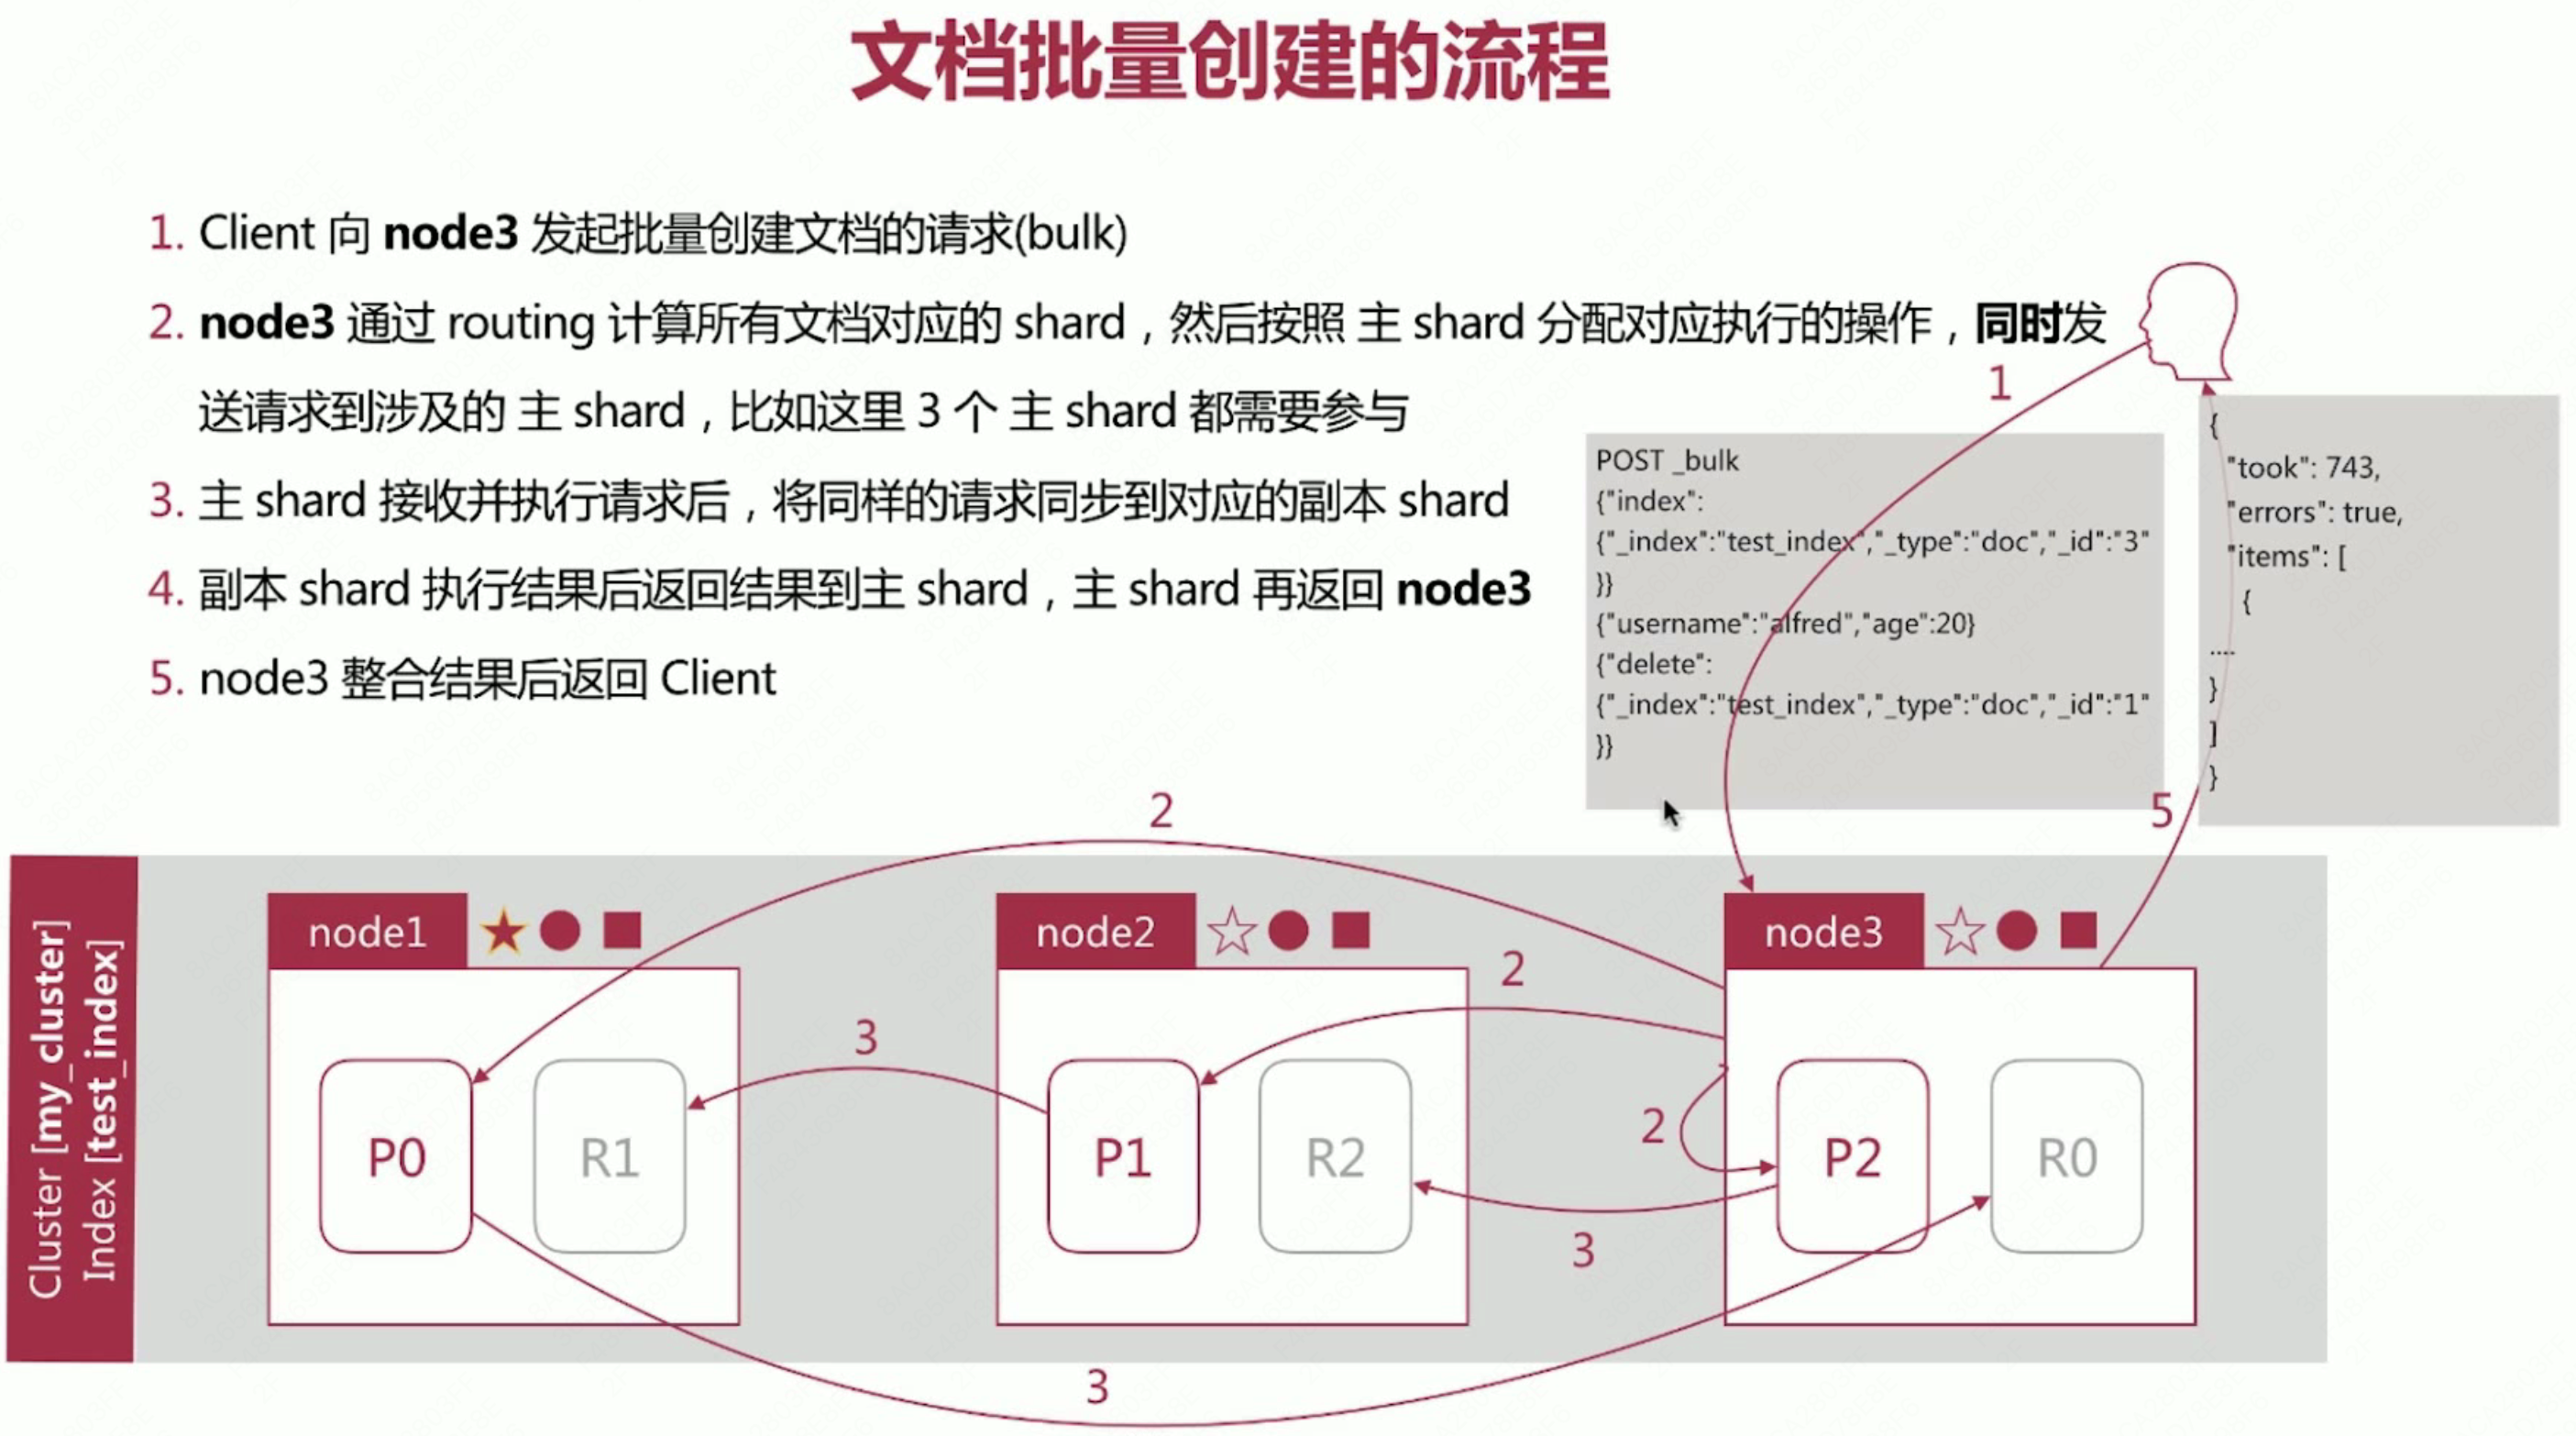 文档批量创建的流程
1. Client 向 node3 发起批量创建文档的请求(bulk)
2. node3 通过 routing 计算所有文档对应的 shard，然后按照 主 shard 分配对应执行的操作，同时发
送请求到涉及的 主 shard，比如这里 3 个 主 shard 都需要参与
3. 主 shard 接收并执行请求后，将同样的请求同步到对应的副本 shard
4. 副本 shard 执行结果后返回结果到主 shard，主 shard 再返回 node3
5. node3 整合结果后返回 Client
1
POST _bulk
{"index":
{"_index":"test_index","_type":"doc","_id":"3"
}}
{"username":"alfred","age":20}
{"delete":
{"_index":"test_index","_type":"doc","_id":"1"
}}
{
"took": 743,
"errors": true,
"items": [
{
....
}
]
}
5
2
Cluster [my_cluster]
Index [test_index]
node1
node2
node3
2
3
2
P0
R1
P1
R2
P2
R0
3
3